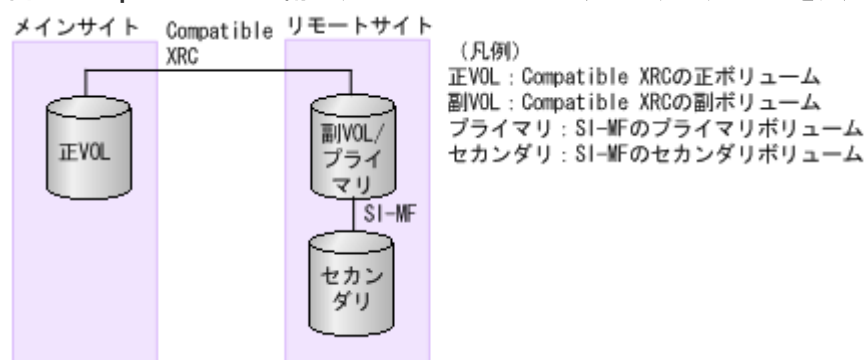 メインサイト
Compatible
XRC
リモートサイト
正VOL
副VOL/
プライ
マリ
SI-MF
セカン
ダリ
(凡例)
正VOL:Compatible XRCの正ボリューム
副VOL:Compatible XRCの副ボリューム
プライマリ:SI-MFのプライマリボリューム
セカンダリ:SI-MFのセカンダリボリューム